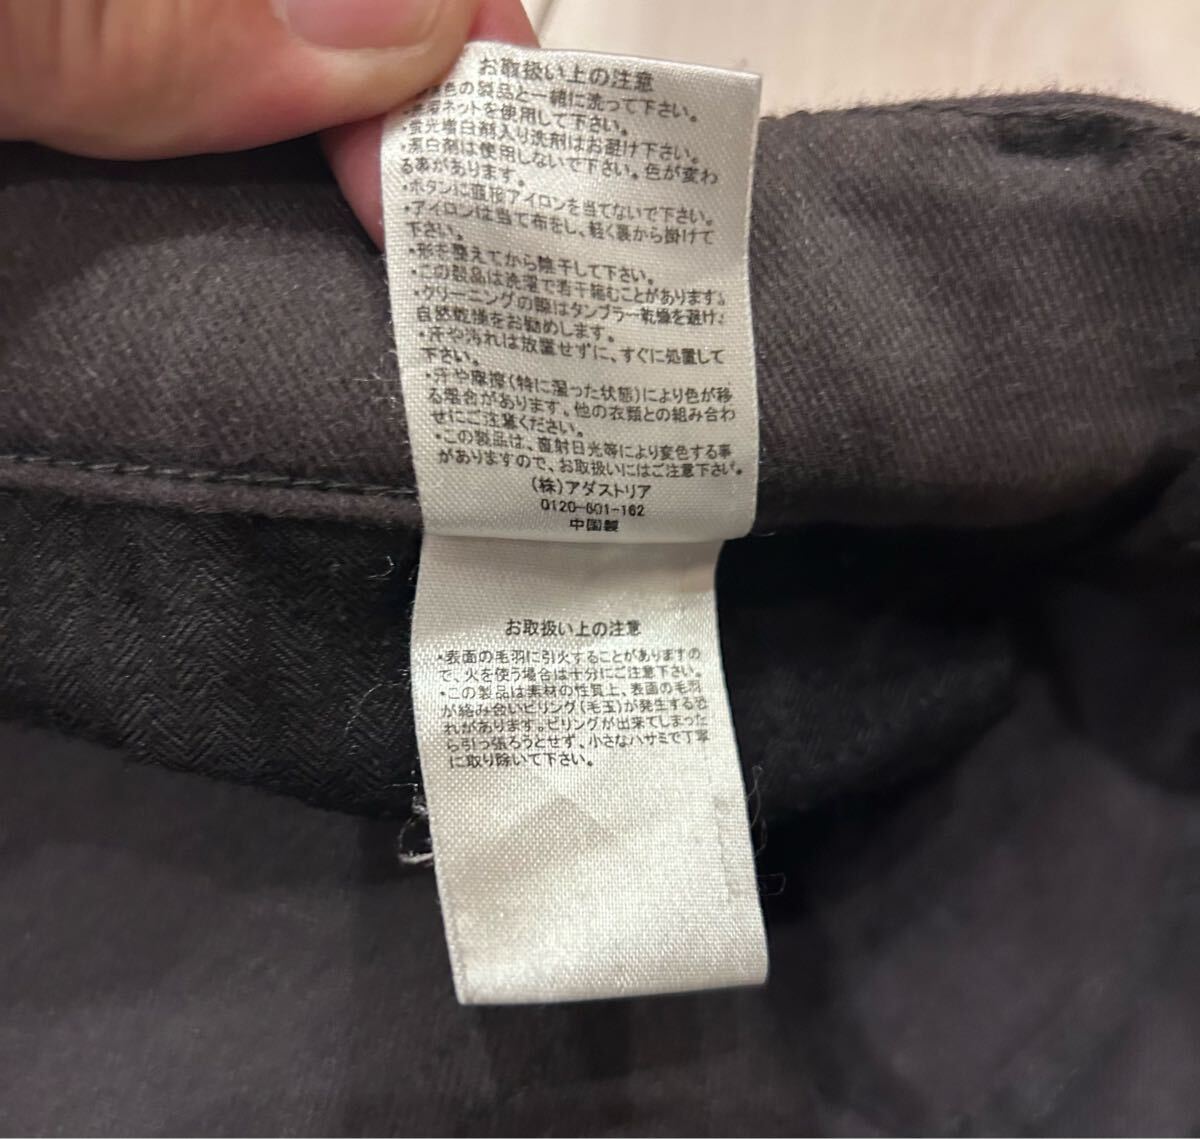 お取扱い上の注意
色の製品と一緒に洗って下さい。
ネットを使用して下さい。
・蛍光増白剤入り洗剤はお避け下さい。
・漂白剤は使用しないで下さい。色が変わ
る事があります。
・ボタンに直接アイロンを当てないで下さい。
・アイロンは当て布をし、軽く裏から掛けて
下さい。
・形を整えてから陰干して下さい。
・この製品は洗濯で若干縮むことがあります。
・クリーニングの際はタンブラー乾燥を避け、
自然乾燥をお勧めします。
・汗や汚れは放置せずに、すぐに処置して
下さい。
・汗や摩擦(特に湿った状態)により色が移
る場合があります。他の衣類との組み合わ
せにご注意ください。
・この製品は、直射日光等により変色する事
がありますので、お取扱いにはご注意下さい。
(株)アダストリア
0120-601-162
中国製
お取扱い上の注意
・表面の毛羽に引火することがありますの
で、火を使う場合は十分にご注意下さい。
・この製品は素材の性質上、表面の毛羽
が絡み合いピリング(毛玉)が発生する恐
れがあります。ピリングが出来てしまった
ら引っ張ろうとせず、小さなハサミで丁寧
に取り除いて下さい。